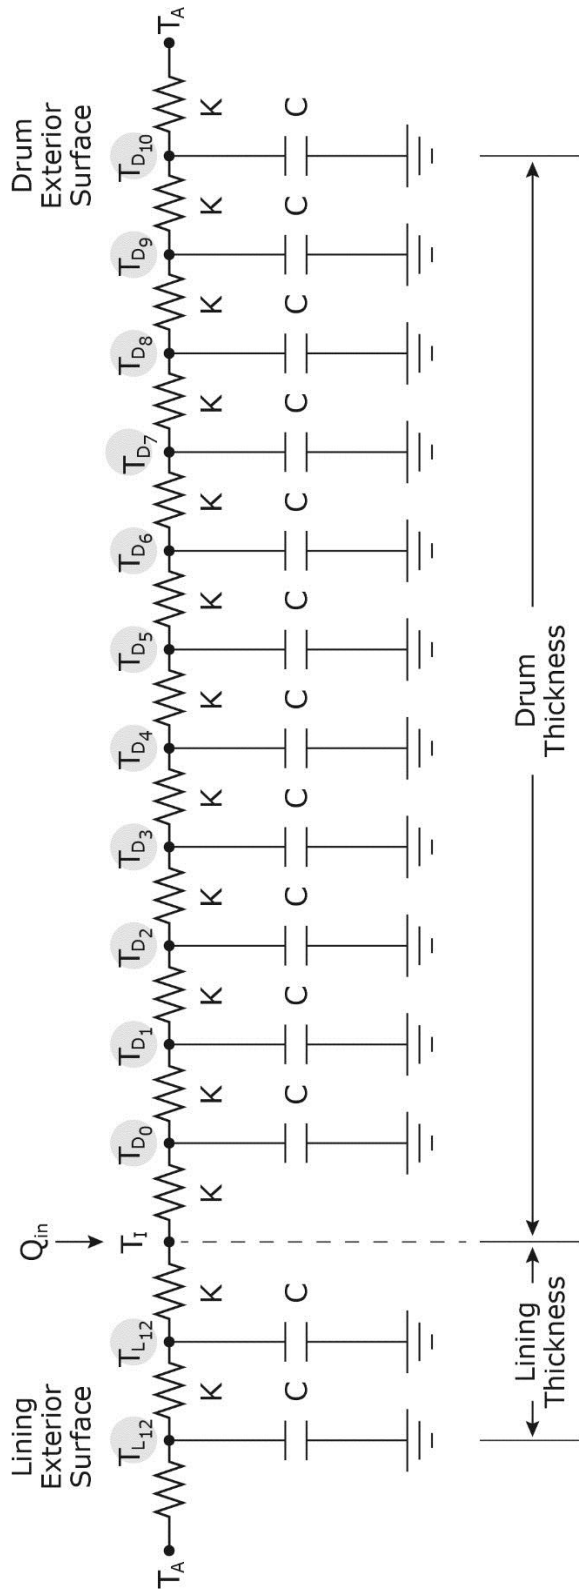 Lining
Exterior
Surface
Q_in
Drum
Exterior
Surface
T_A T_L12 T_L12 T_I T_D0 T_D1 T_D2 T_D3 T_D4 T_D5 T_D6 T_D7 T_D8 T_D9 T_D10 T_A
K K K K K K K K K K K K K K
C C C C C C C C C C C C C
Lining
Thickness
Drum
Thickness